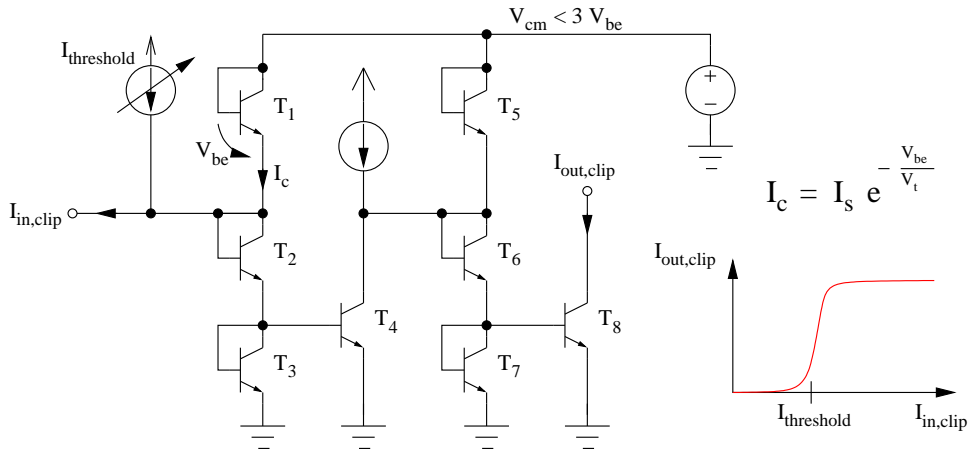 V_cm < 3 V_be
I_threshold
T_1
T_5
+
−
V_be
I_c
I_out,clip
I_in,clip
I_c = I_s e^{− V_be / V_t}
T_2
T_6
I_out,clip
T_4
T_8
T_3
T_7
I_threshold
I_in,clip